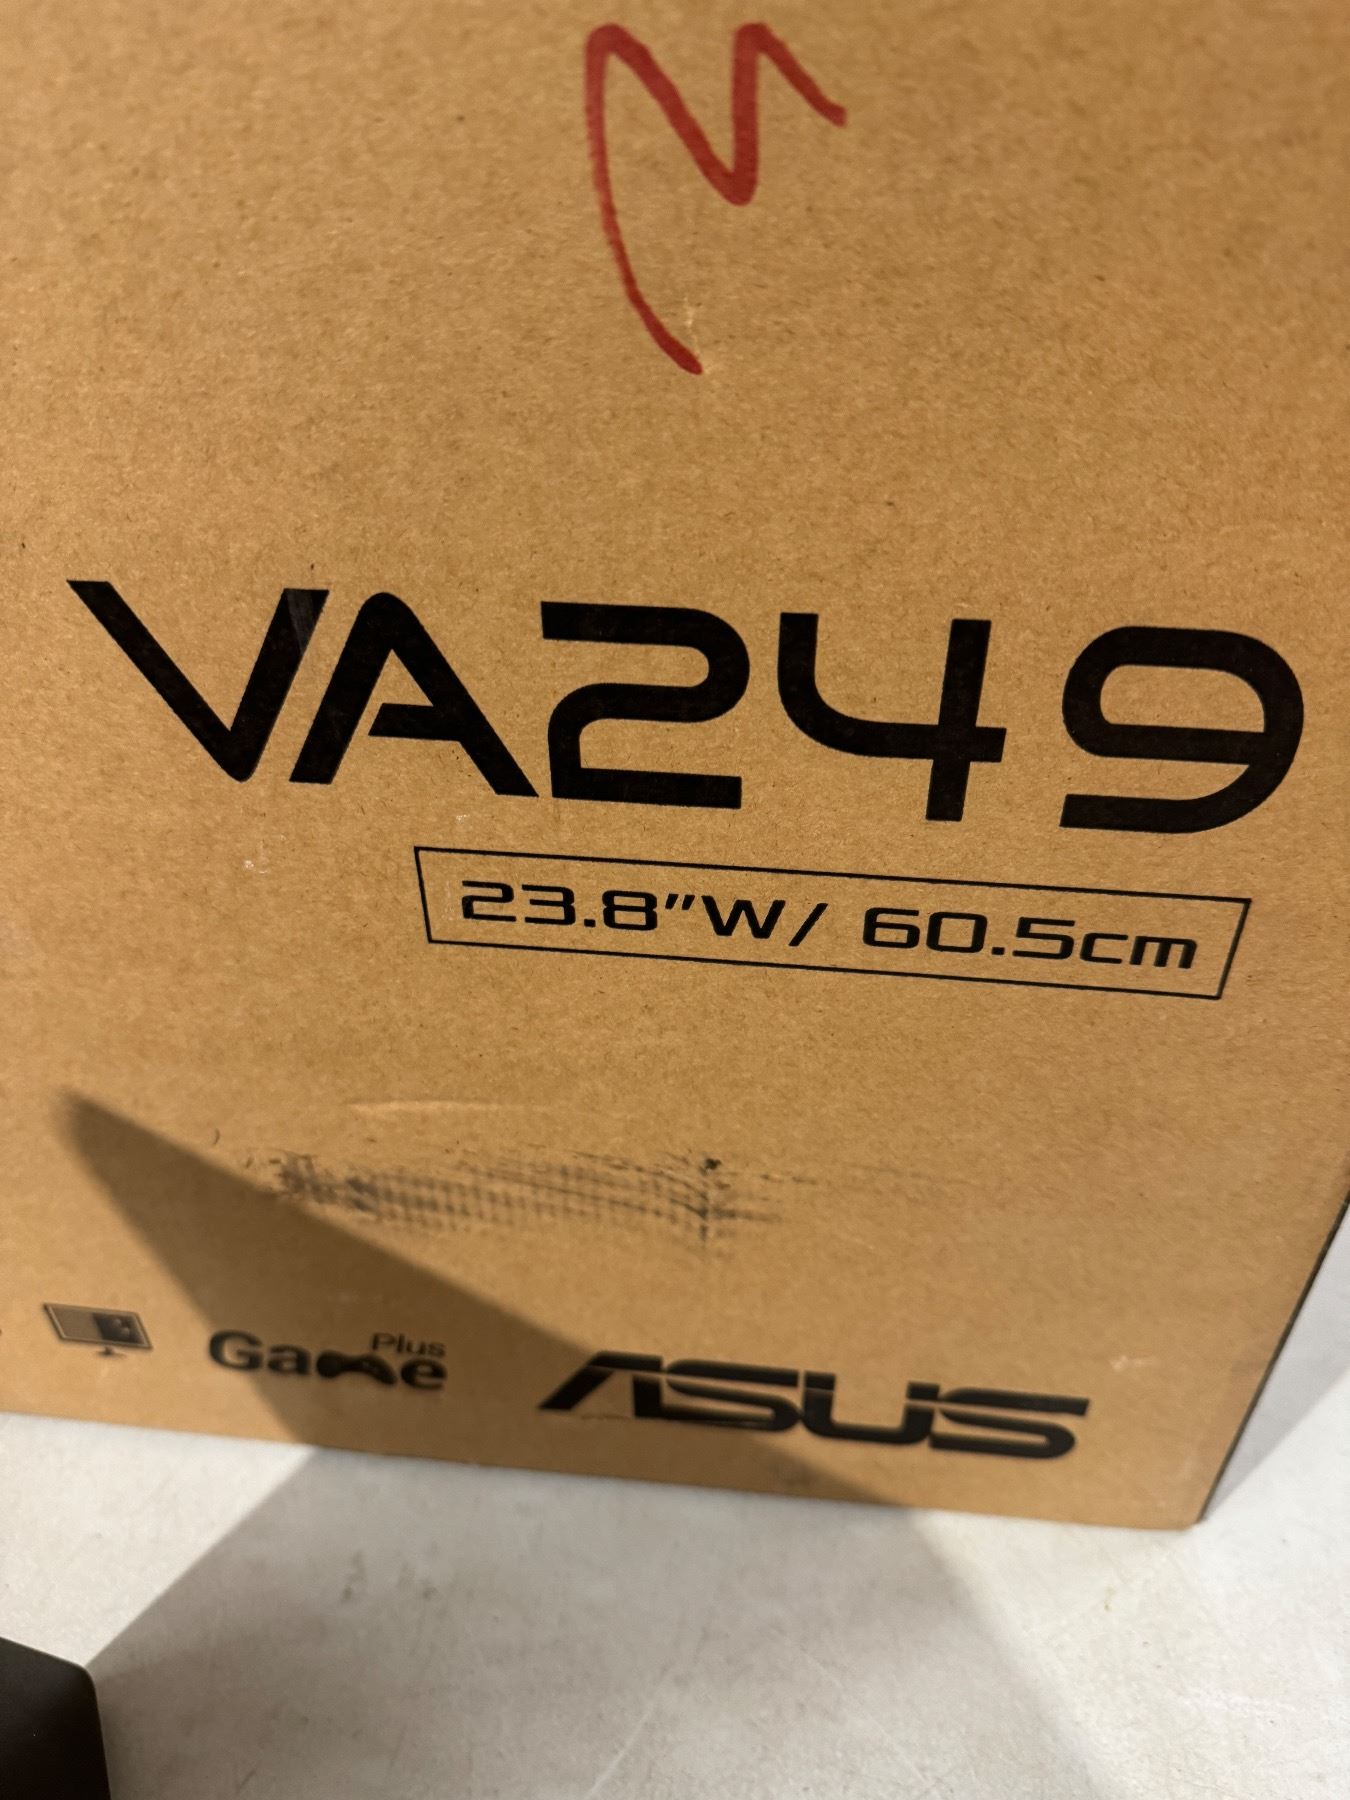 VA249
23.8"W/ 60.5cm
Game Plus
ASUS